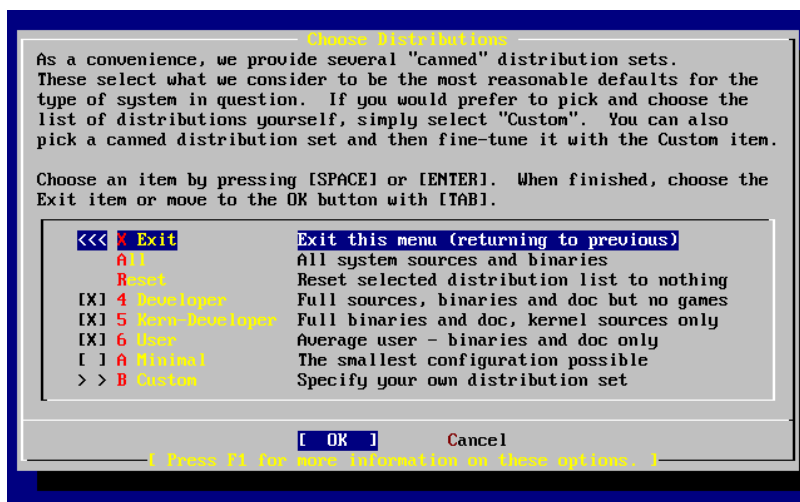 Choose Distributions
As a convenience, we provide several "canned" distribution sets.
These select what we consider to be the most reasonable defaults for the
type of system in question.  If you would prefer to pick and choose the
list of distributions yourself, simply select "Custom".  You can also
pick a canned distribution set and then fine-tune it with the Custom item.
Choose an item by pressing [SPACE] or [ENTER].  When finished, choose the
Exit item or move to the OK button with [TAB].
<<< X Exit Exit this menu (returning to previous)
All All system sources and binaries
Reset Reset selected distribution list to nothing
[X] 4 Developer Full sources, binaries and doc but no games
[X] 5 Kern-Developer Full binaries and doc, kernel sources only
[X] 6 User Average user - binaries and doc only
[ ] A Minimal The smallest configuration possible
> > B Custom Specify your own distribution set
[ OK ] Cancel
[ Press F1 for more information on these options. ]